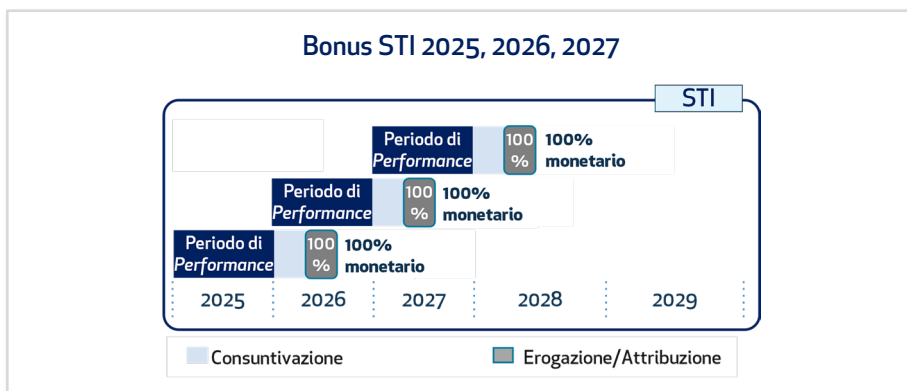 Bonus STI 2025, 2026, 2027
STI
Periodo di
Performance
100
%
100%
monetario
Periodo di
Performance
100
%
100%
monetario
Periodo di
Performance
100
%
100%
monetario
2025 2026 2027 2028 2029
Consuntivazione Erogazione/Attribuzione